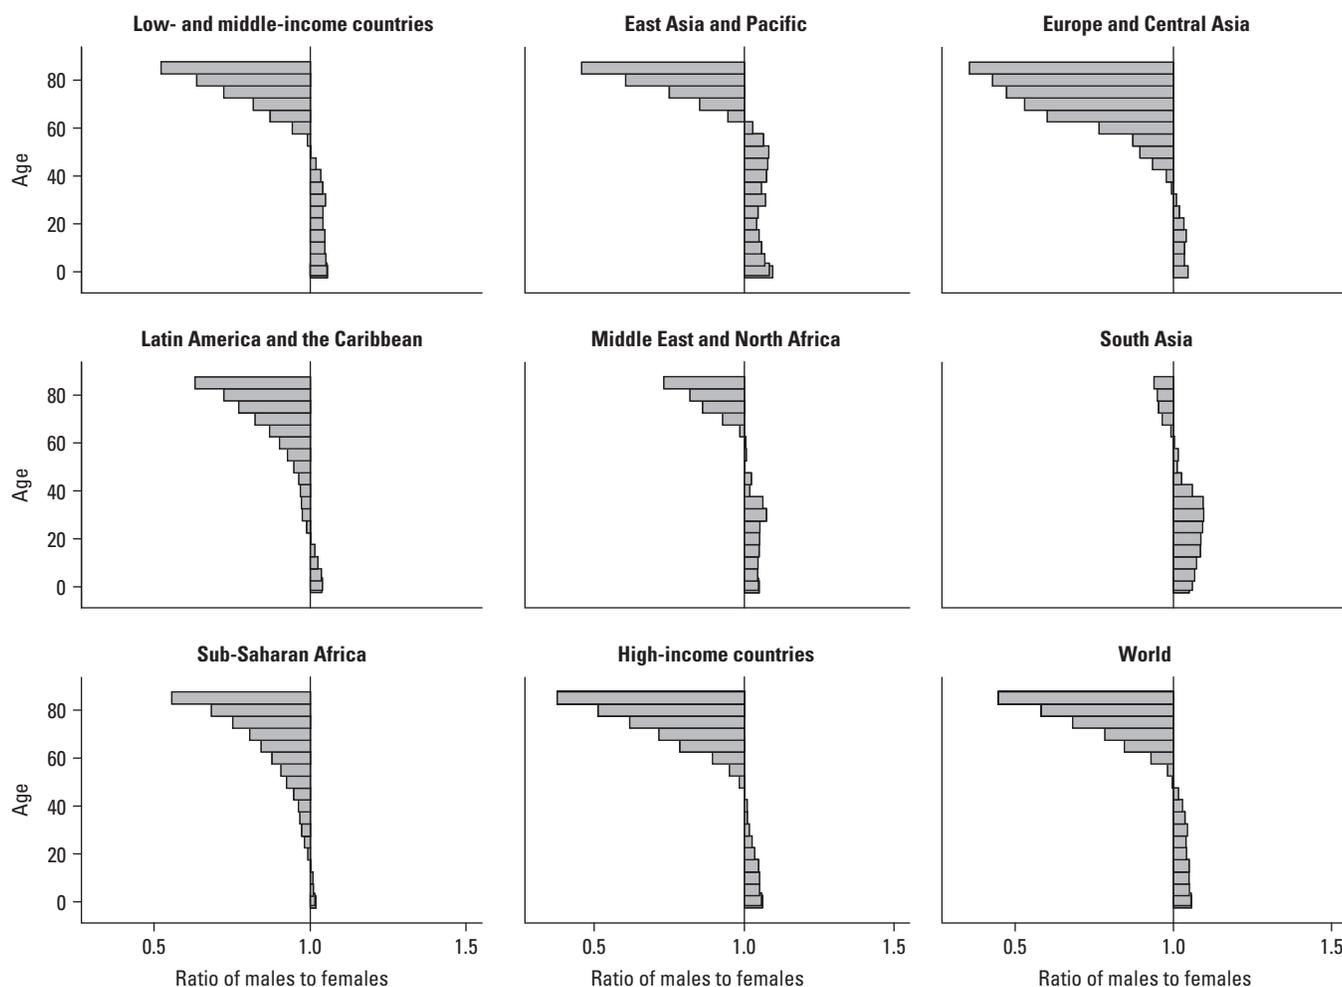 Low- and middle-income countries
East Asia and Pacific
Europe and Central Asia
Age
80
60
40
20
0
Latin America and the Caribbean
Middle East and North Africa
South Asia
Age
80
60
40
20
0
Sub-Saharan Africa
High-income countries
World
Age
80
60
40
20
0
0.5 1.0 1.5
0.5 1.0 1.5
0.5 1.0 1.5
Ratio of males to females
Ratio of males to females
Ratio of males to females